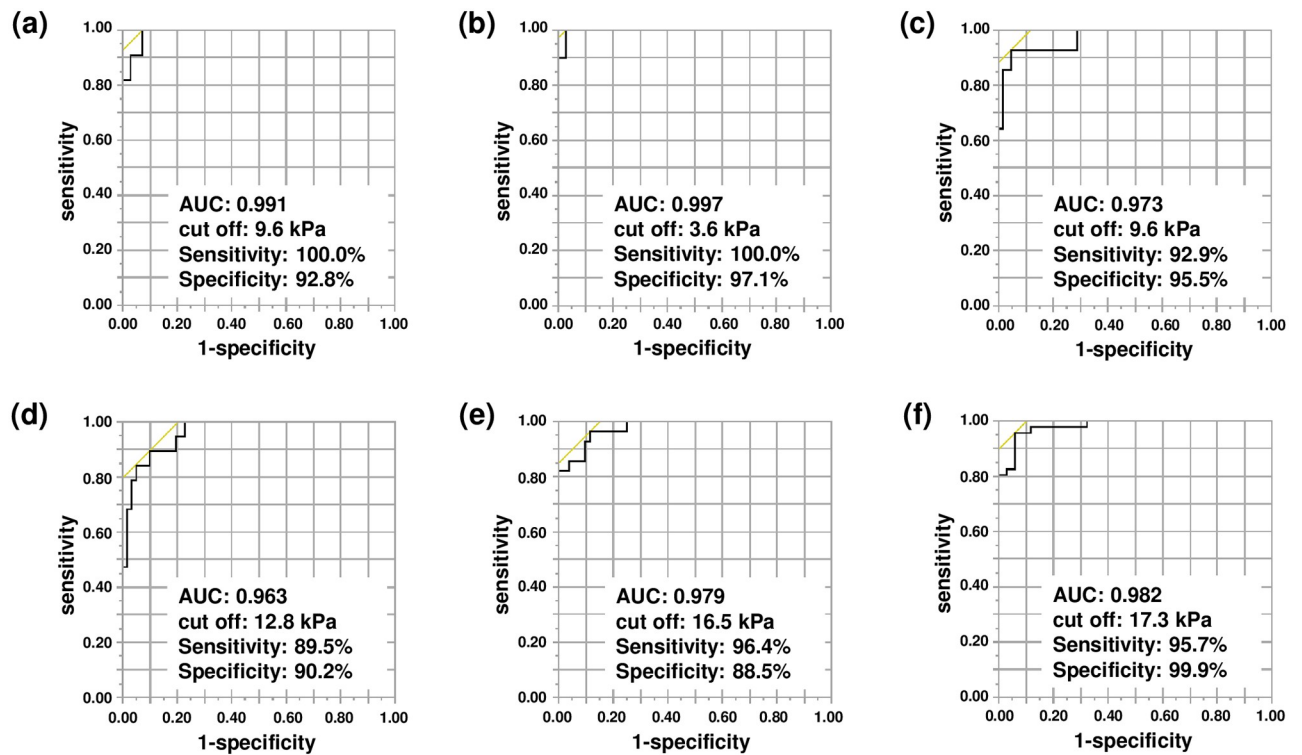 (a)
1.00
0.80
0.60
0.40
0.20
0.00
sensitivity
AUC: 0.991
cut off: 9.6 kPa
Sensitivity: 100.0%
Specificity: 92.8%
0.00 0.20 0.40 0.60 0.80 1.00
1-specificity
(b)
1.00
0.80
0.60
0.40
0.20
0.00
sensitivity
AUC: 0.997
cut off: 3.6 kPa
Sensitivity: 100.0%
Specificity: 97.1%
0.00 0.20 0.40 0.60 0.80 1.00
1-specificity
(c)
1.00
0.80
0.60
0.40
0.20
0.00
sensitivity
AUC: 0.973
cut off: 9.6 kPa
Sensitivity: 92.9%
Specificity: 95.5%
0.00 0.20 0.40 0.60 0.80 1.00
1-specificity
(d)
1.00
0.80
0.60
0.40
0.20
0.00
sensitivity
AUC: 0.963
cut off: 12.8 kPa
Sensitivity: 89.5%
Specificity: 90.2%
0.00 0.20 0.40 0.60 0.80 1.00
1-specificity
(e)
1.00
0.80
0.60
0.40
0.20
0.00
sensitivity
AUC: 0.979
cut off: 16.5 kPa
Sensitivity: 96.4%
Specificity: 88.5%
0.00 0.20 0.40 0.60 0.80 1.00
1-specificity
(f)
1.00
0.80
0.60
0.40
0.20
0.00
sensitivity
AUC: 0.982
cut off: 17.3 kPa
Sensitivity: 95.7%
Specificity: 99.9%
0.00 0.20 0.40 0.60 0.80 1.00
1-specificity